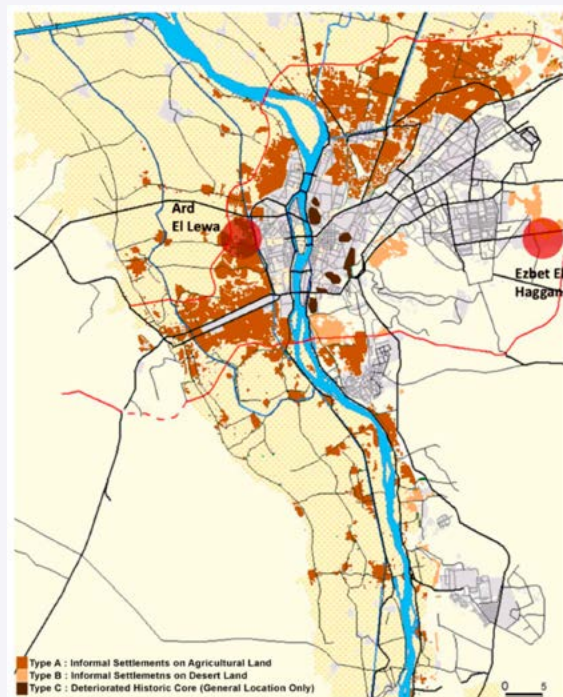 Ard
El Lewa
Ezbet El
Haggan
Type A : Informal Settlements on Agricultural Land
Type B : Informal Settlemetns on Desert Land
Type C : Deteriorated Historic Core (General Location Only)
0 5